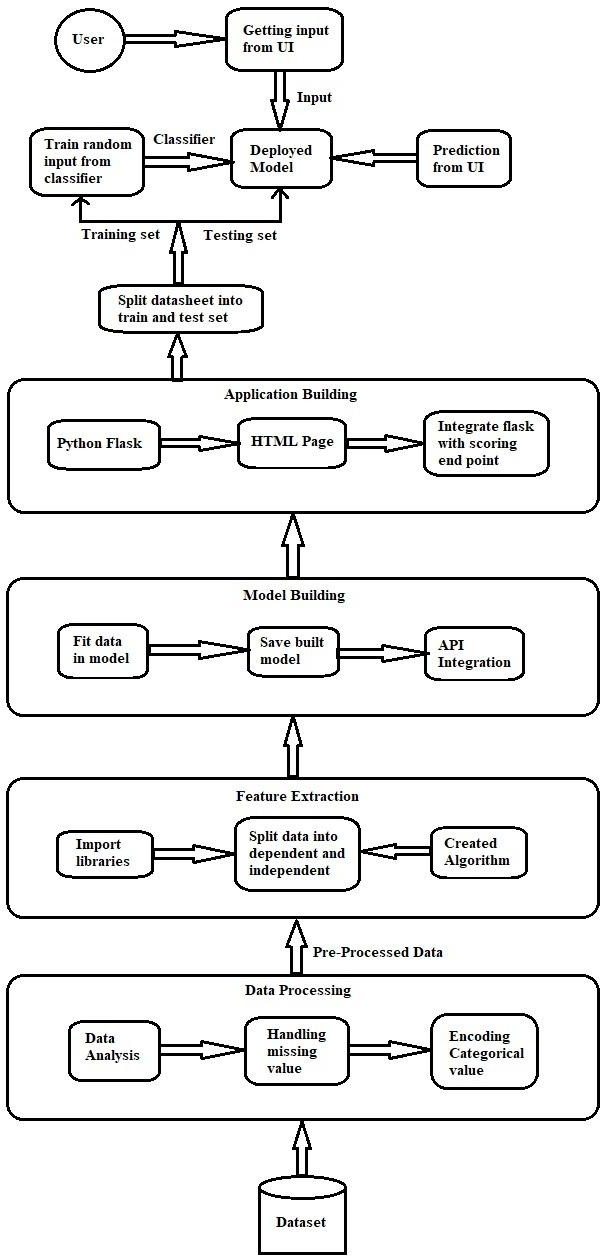 User
Getting input
from UI
Input
Train random
input from
classifier
Classifier
Deployed
Model
Prediction
from UI
Training set
Testing set
Split datasheet into
train and test set
Application Building
Python Flask
HTML Page
Integrate flask
with scoring
end point
Model Building
Fit data
in model
Save built
model
API
Integration
Feature Extraction
Import
libraries
Split data into
dependent and
independent
Created
Algorithm
Pre-Processed Data
Data Processing
Data
Analysis
Handling
missing
value
Encoding
Categorical
value
Dataset